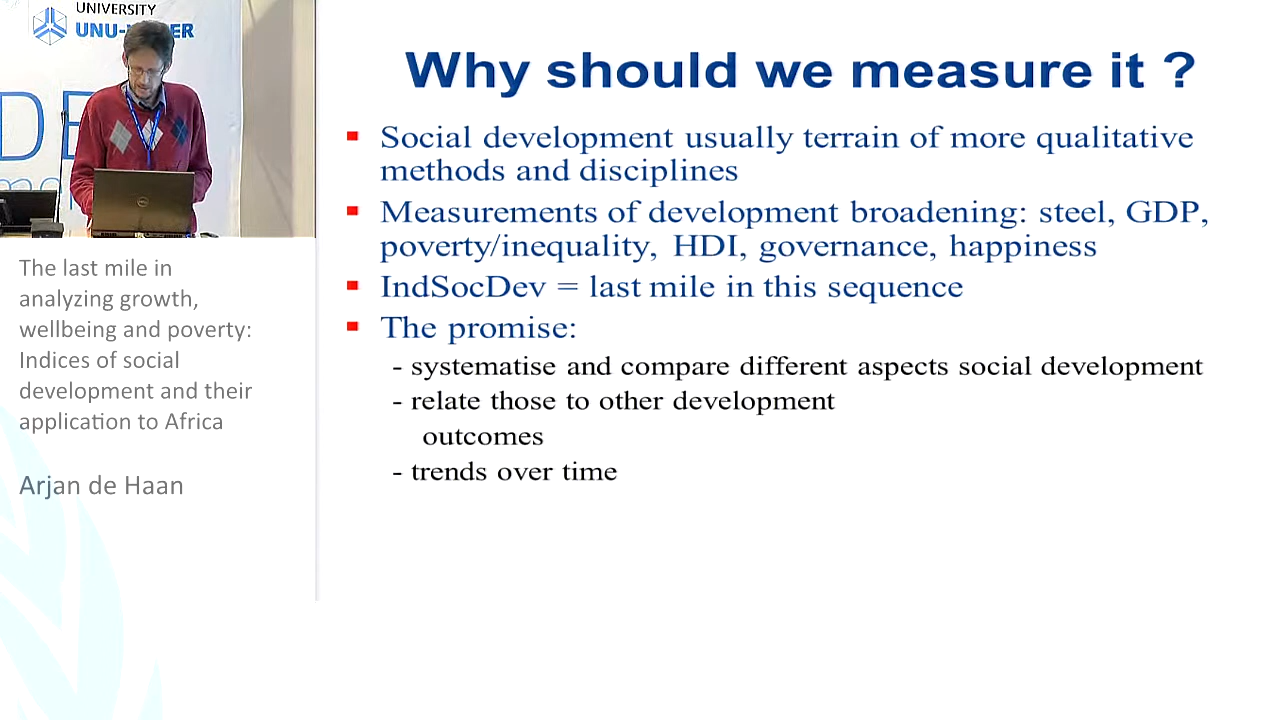 UNIVERSITY
UNU-WIDER
DE
Why should we measure it ?
Social development usually terrain of more qualitative
methods and disciplines
Measurements of development broadening: steel, GDP,
poverty/inequality, HDI, governance, happiness
IndSocDev = last mile in this sequence
The promise:
- systematise and compare different aspects social development
- relate those to other development
outcomes
- trends over time
The last mile in
analyzing growth,
wellbeing and poverty:
Indices of social
development and their
application to Africa
Arjan de Haan